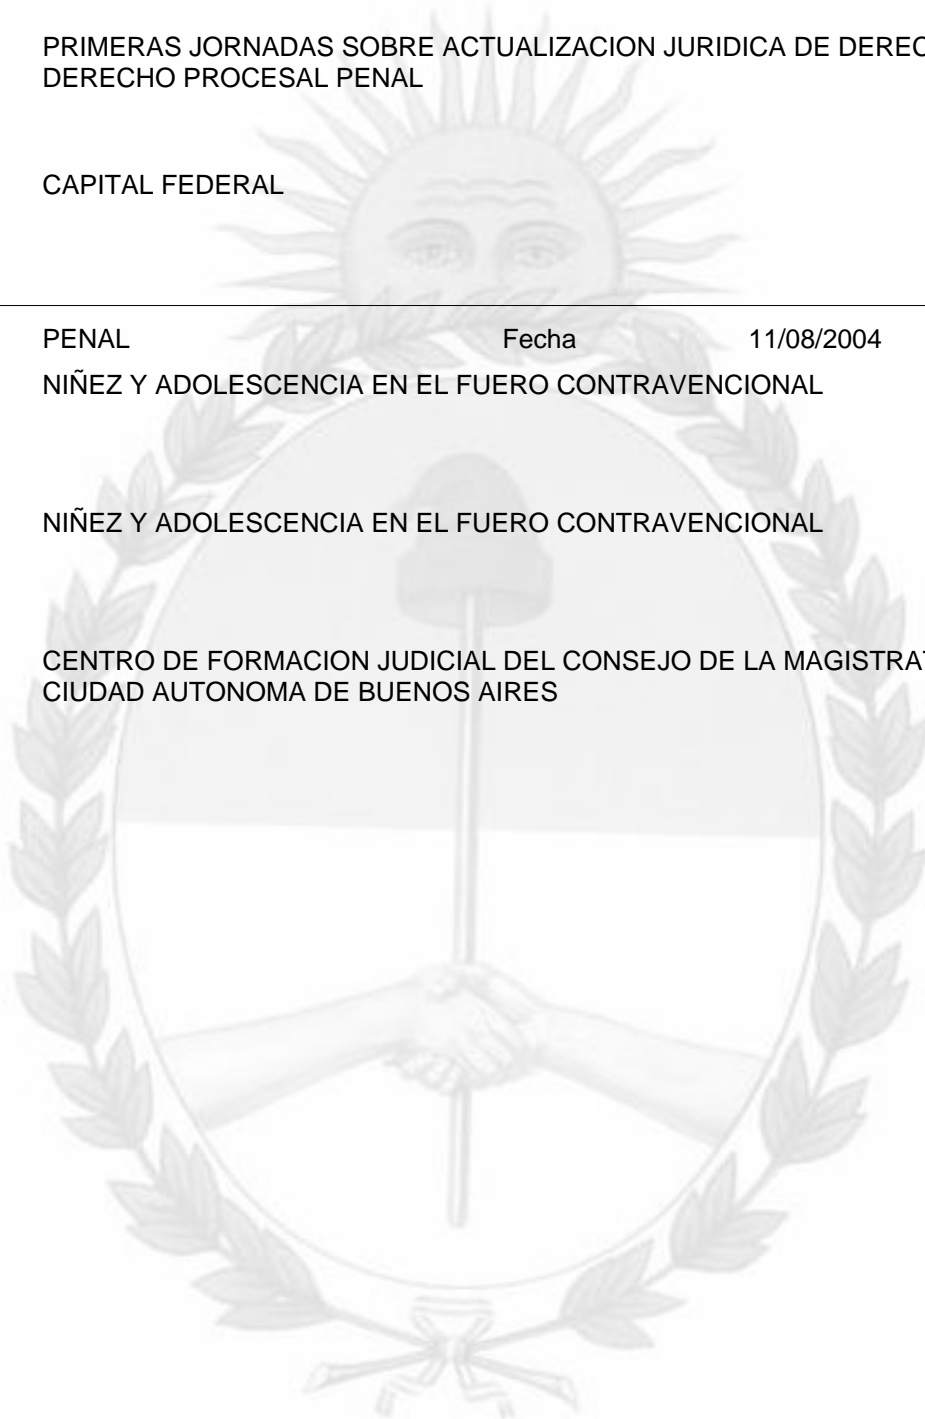 PRIMERAS JORNADAS SOBRE ACTUALIZACION JURIDICA DE
DERECHO PROCESAL PENAL
CAPITAL FEDERAL
PENAL Fecha 11/08/2004
NIÑEZ Y ADOLESCENCIA EN EL FUERO CONTRAVENCIONAL
NIÑEZ Y ADOLESCENCIA EN EL FUERO CONTRAVENCIONAL
CENTRO DE FORMACION JUDICIAL DEL CONSEJO DE LA
CIUDAD AUTONOMA DE BUENOS AIRES